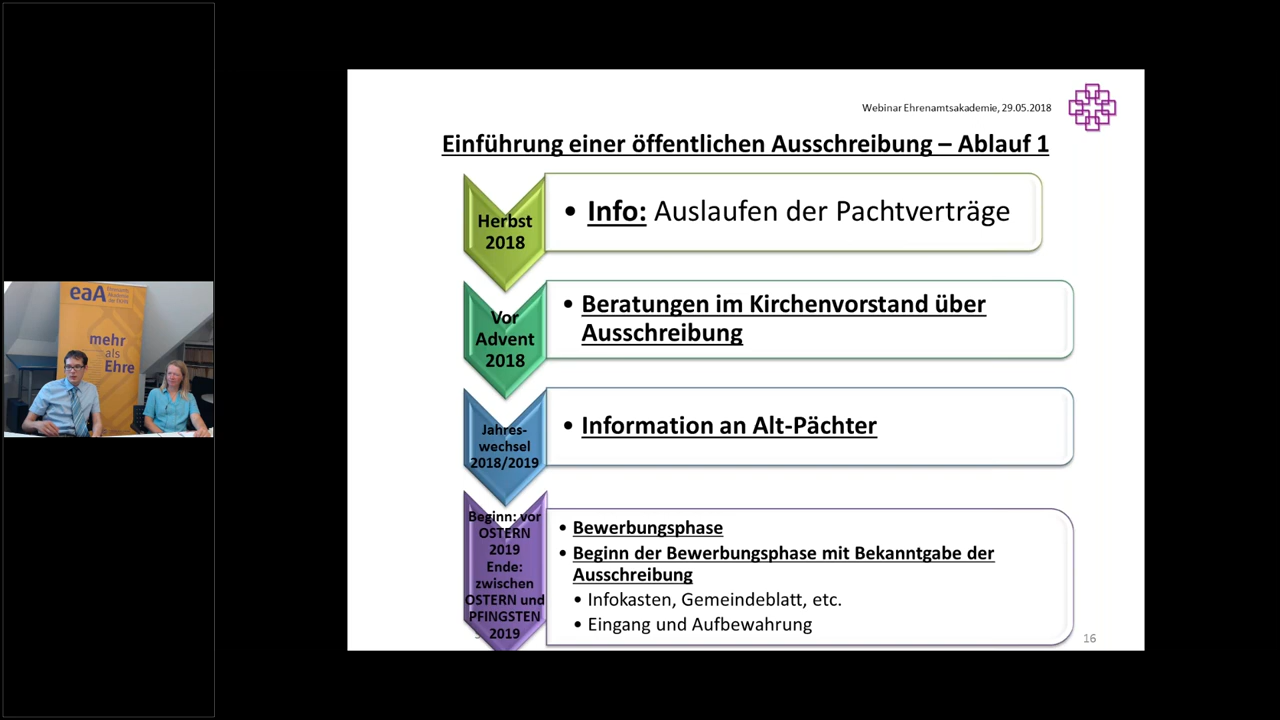 Webinar Ehrenamtsakademie, 29.05.2018
Einführung einer öffentlichen Ausschreibung – Ablauf 1
Herbst
2018
• Info: Auslaufen der Pachtverträge
Vor
Advent
2018
• Beratungen im Kirchenvorstand über
Ausschreibung
Jahres-
wechsel
2018/2019
• Information an Alt-Pächter
Beginn: vor
OSTERN
2019
Ende:
zwischen
OSTERN und
PFINGSTEN
2019
• Bewerbungsphase
• Beginn der Bewerbungsphase mit Bekanntgabe der
Ausschreibung
• Infokasten, Gemeindeblatt, etc.
• Eingang und Aufbewahrung
16
eaA
mehr
als
Ehre